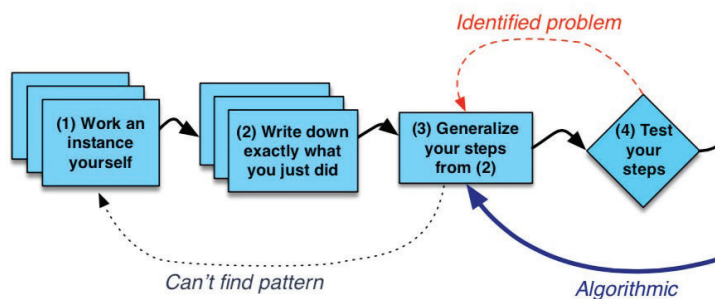 Identified problem
(1) Work an
instance
yourself
(2) Write down
exactly what
you just did
(3) Generalize
your steps
from (2)
(4) Test
your
steps
Can't find pattern
Algorithmic